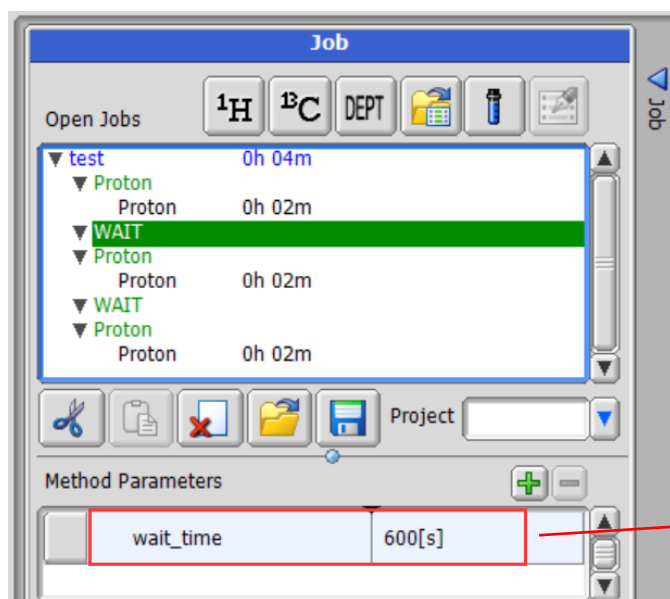 Job
Open Jobs ¹H ¹³C DEPT
Job
test 0h 04m
Proton
Proton 0h 02m
WAIT
Proton
Proton 0h 02m
WAIT
Proton
Proton 0h 02m
Project
Method Parameters
wait_time 600[s]